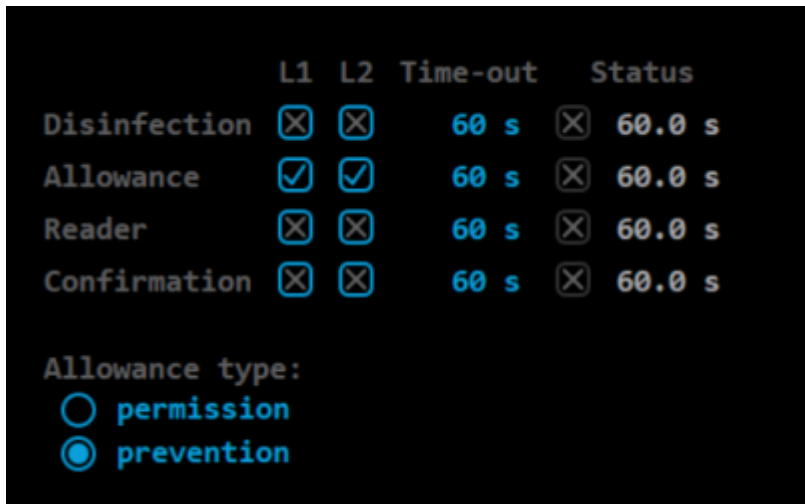 L1 L2 Time-out Status
Disinfection 60 s 60.0 s
Allowance 60 s 60.0 s
Reader 60 s 60.0 s
Confirmation 60 s 60.0 s
Allowance type:
permission
prevention